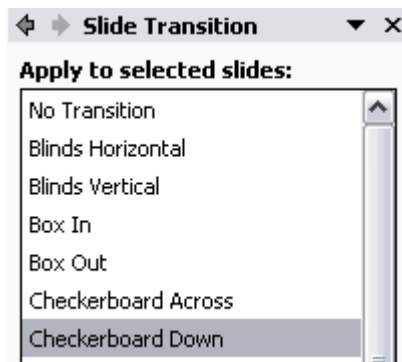 Slide Transition
Apply to selected slides:
No Transition
Blinds Horizontal
Blinds Vertical
Box In
Box Out
Checkerboard Across
Checkerboard Down